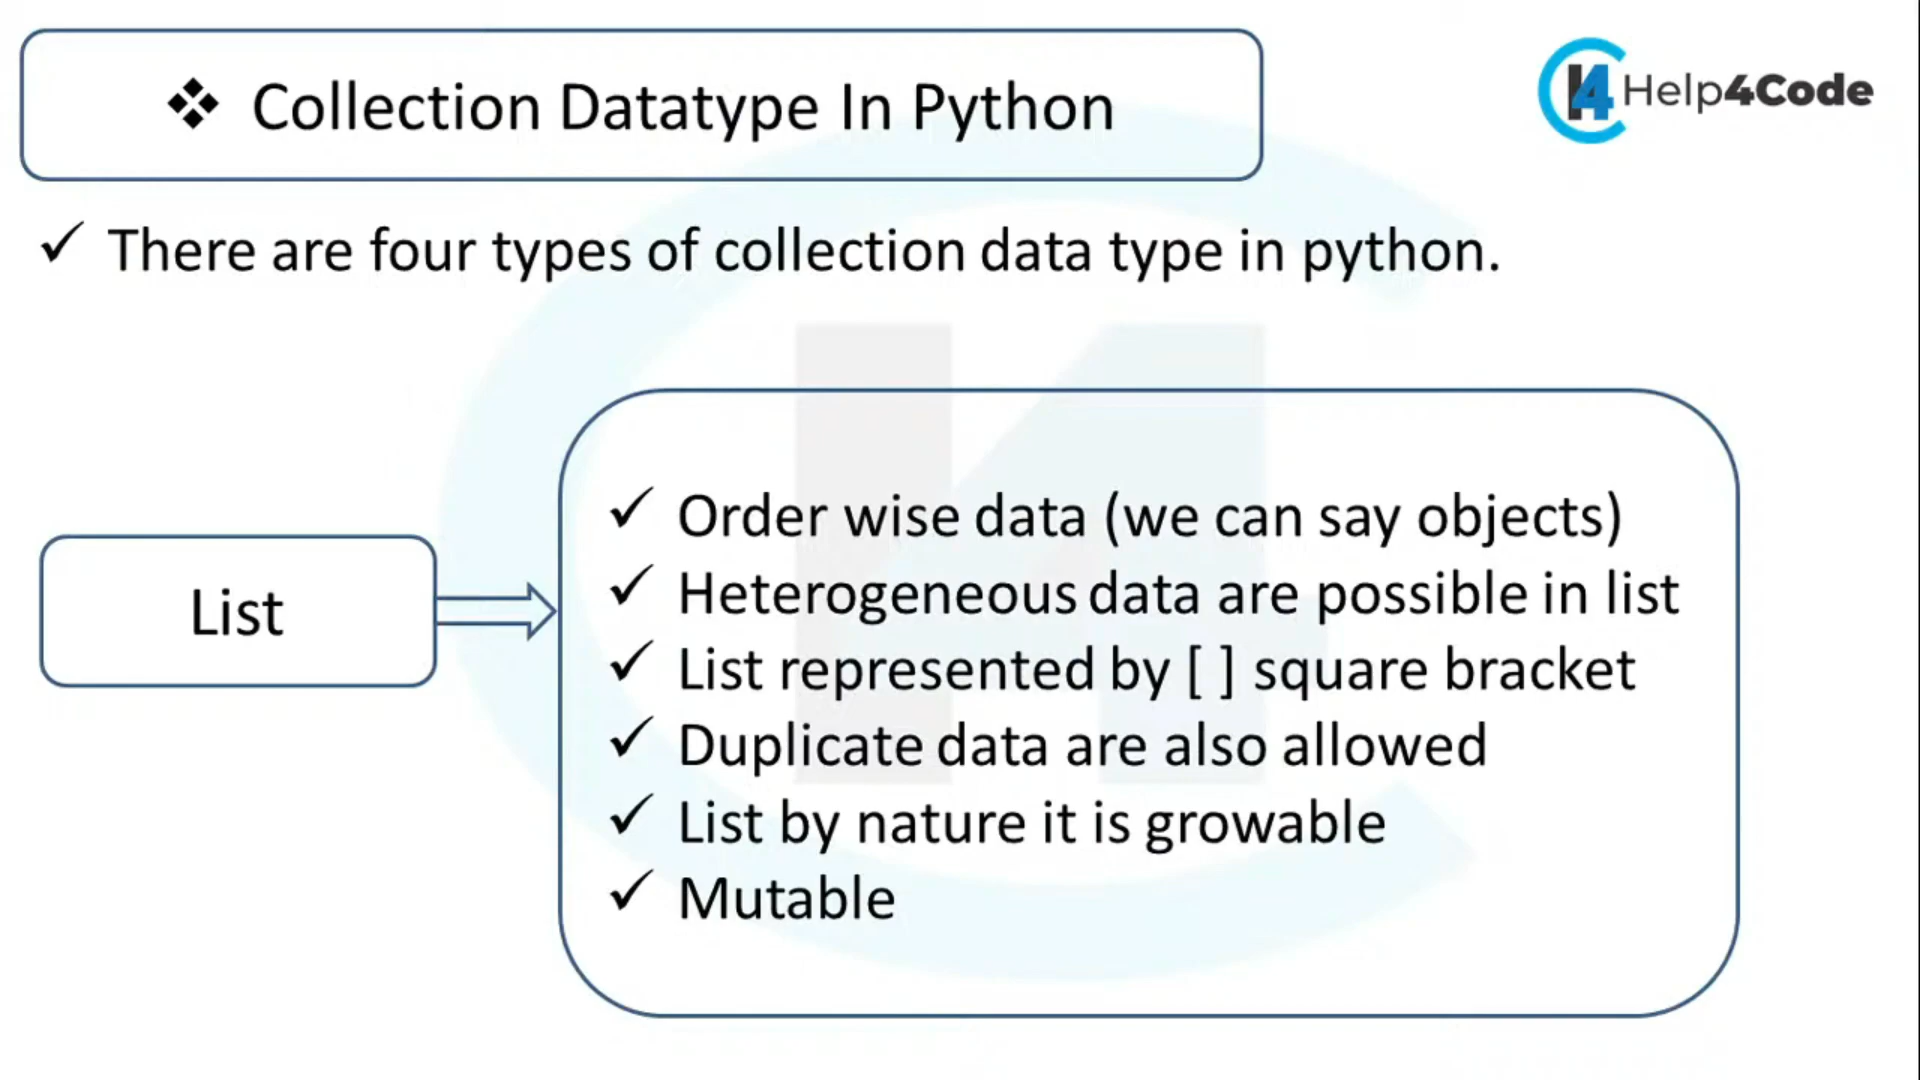 ❖ Collection Datatype In Python
Help4Code
✓ There are four types of collection data type in python.
List
✓ Order wise data (we can say objects)
✓ Heterogeneous data are possible in list
✓ List represented by [ ] square bracket
✓ Duplicate data are also allowed
✓ List by nature it is growable
✓ Mutable